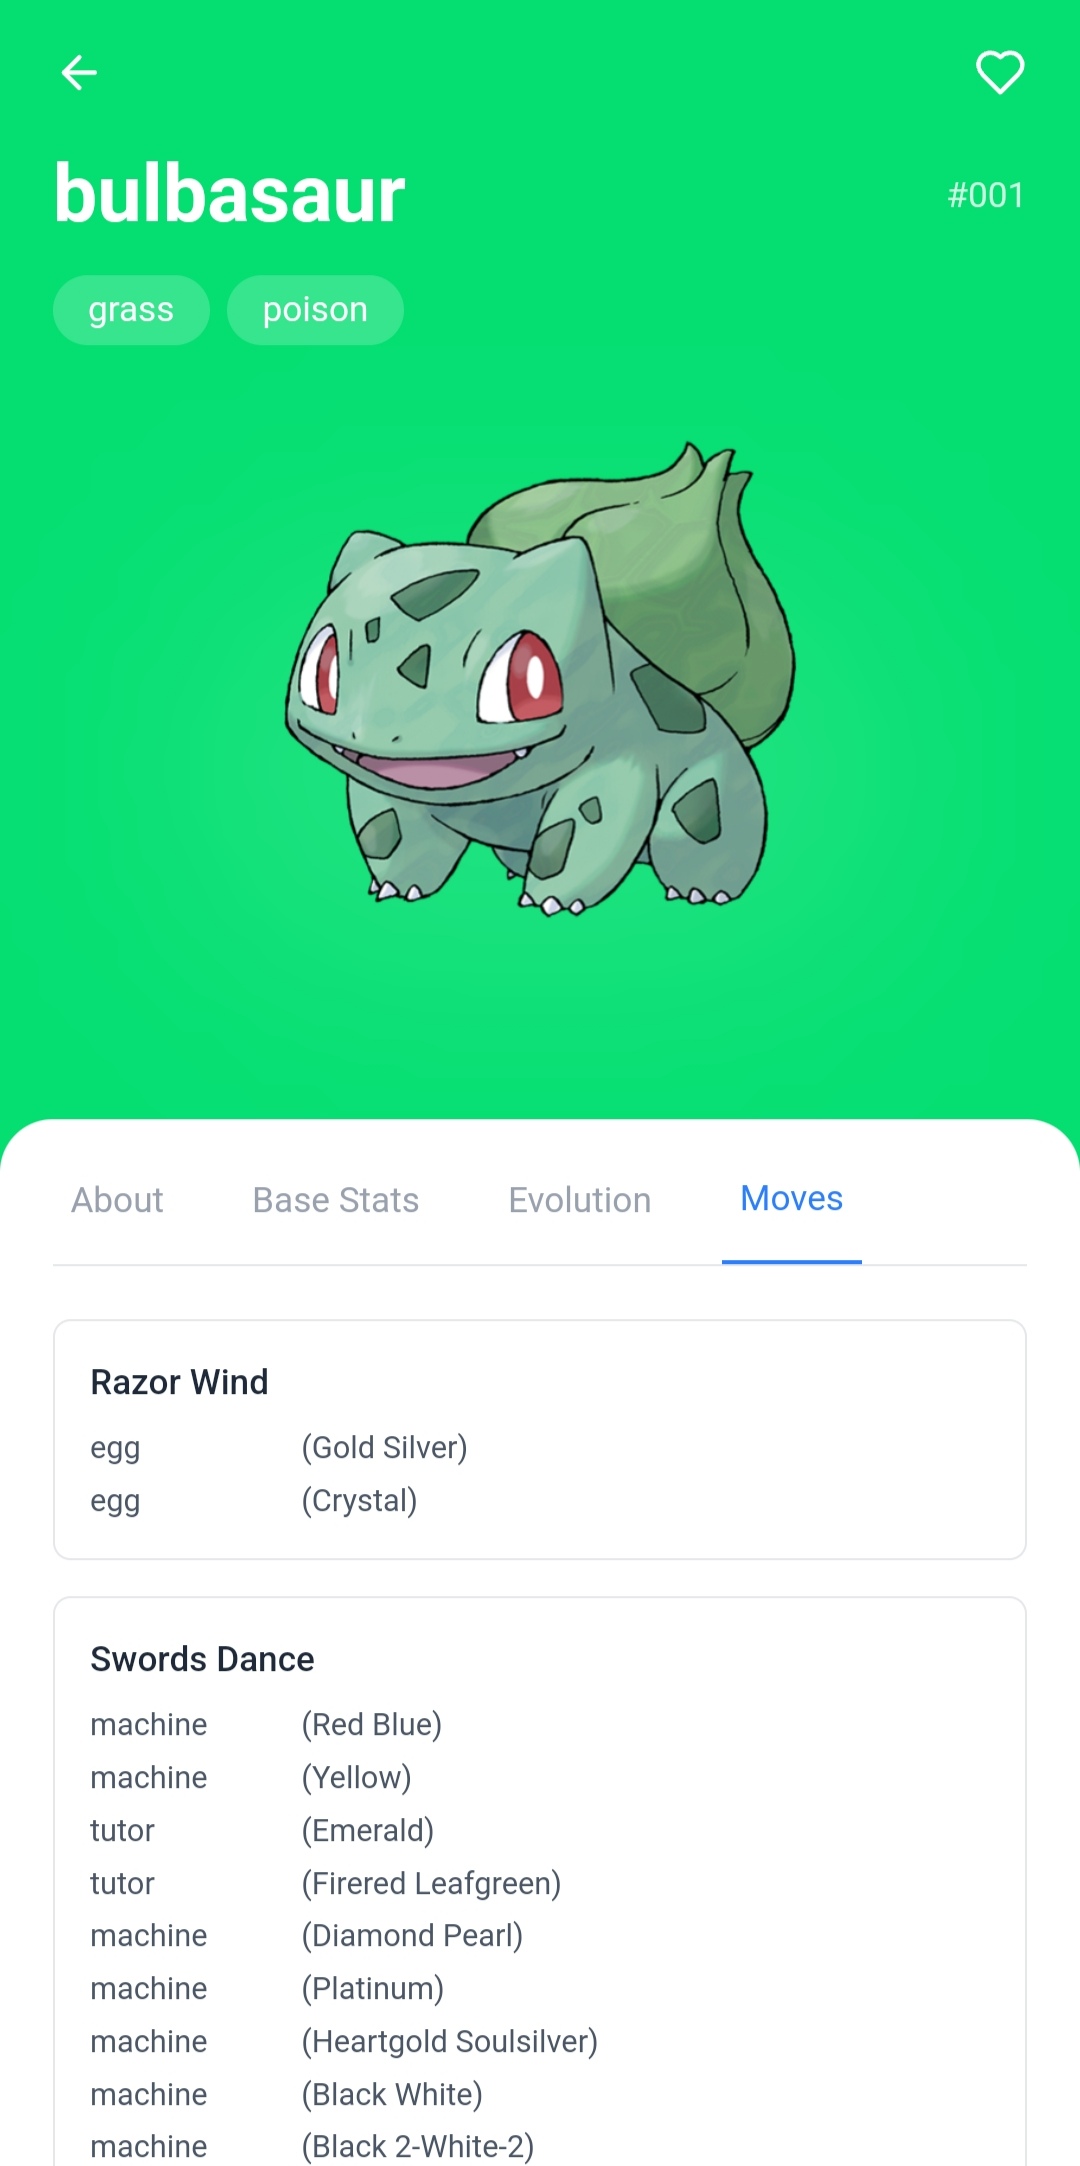 bulbasaur
#001
grass poison
About Base Stats Evolution Moves
Razor Wind
egg (Gold Silver)
egg (Crystal)
Swords Dance
machine (Red Blue)
machine (Yellow)
tutor (Emerald)
tutor (Firered Leafgreen)
machine (Diamond Pearl)
machine (Platinum)
machine (Heartgold Soulsilver)
machine (Black White)
machine (Black 2-White-2)